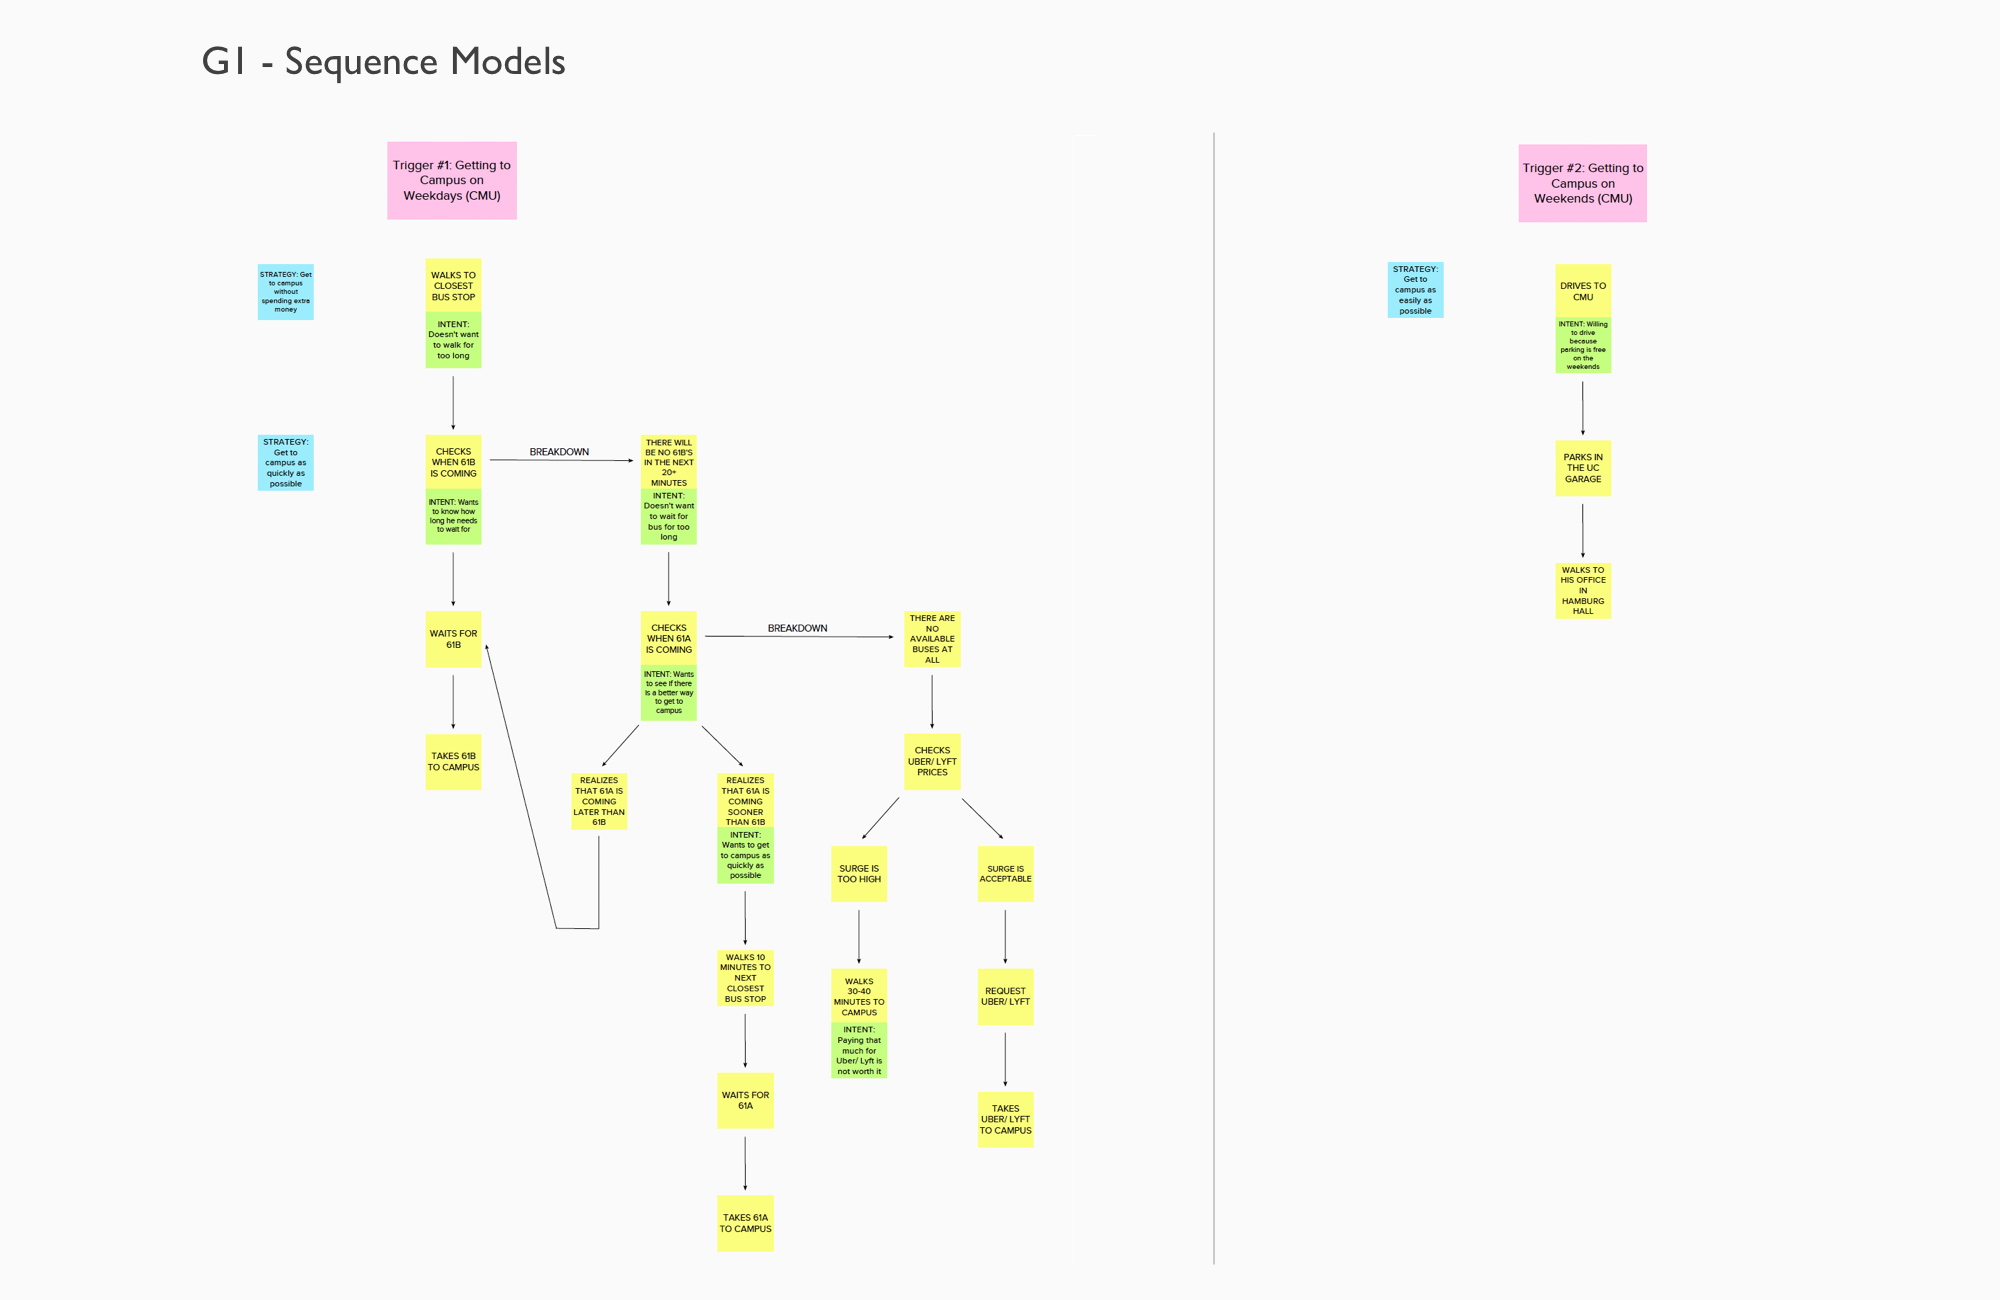 G1 - Sequence Models
Trigger #1: Getting to
Campus on
Weekdays (CMU)
STRATEGY: Get
to campus
without
spending extra
money
WALKS TO
CLOSEST
BUS STOP
INTENT:
Doesn't want
to walk for
too long
STRATEGY:
Get to
campus as
quickly as
possible
CHECKS
WHEN 61B
IS COMING
INTENT: Wants
to know how
long he needs
to wait for
BREAKDOWN
THERE WILL
BE NO 61B'S
IN THE NEXT
20+
MINUTES
INTENT:
Doesn't want
to wait for
bus for too
long
WAITS FOR
61B
CHECKS
WHEN 61A
IS COMING
INTENT: Wants
to see if there
is a better way
to get to
campus
BREAKDOWN
THERE ARE
NO
AVAILABLE
BUSES AT
ALL
TAKES 61B
TO CAMPUS
REALIZES
THAT 61A IS
COMING
LATER THAN
61B
REALIZES
THAT 61A IS
COMING
SOONER
THAN 61B
INTENT:
Wants to get
to campus as
quickly as
possible
CHECKS
UBER/ LYFT
PRICES
SURGE IS
TOO HIGH
SURGE IS
ACCEPTABLE
WALKS 10
MINUTES TO
NEXT
CLOSEST
BUS STOP
WALKS
30-40
MINUTES TO
CAMPUS
INTENT:
Paying that
much for
Uber/ Lyft is
not worth it
REQUEST
UBER/ LYFT
WAITS FOR
61A
TAKES
UBER/ LYFT
TO CAMPUS
TAKES 61A
TO CAMPUS
Trigger #2: Getting to
Campus on
Weekends (CMU)
STRATEGY:
Get to
campus as
easily as
possible
DRIVES TO
CMU
INTENT: Willing
to drive
because
parking is free
on the
weekends
PARKS IN
THE UC
GARAGE
WALKS TO
HIS OFFICE
IN
HAMBURG
HALL